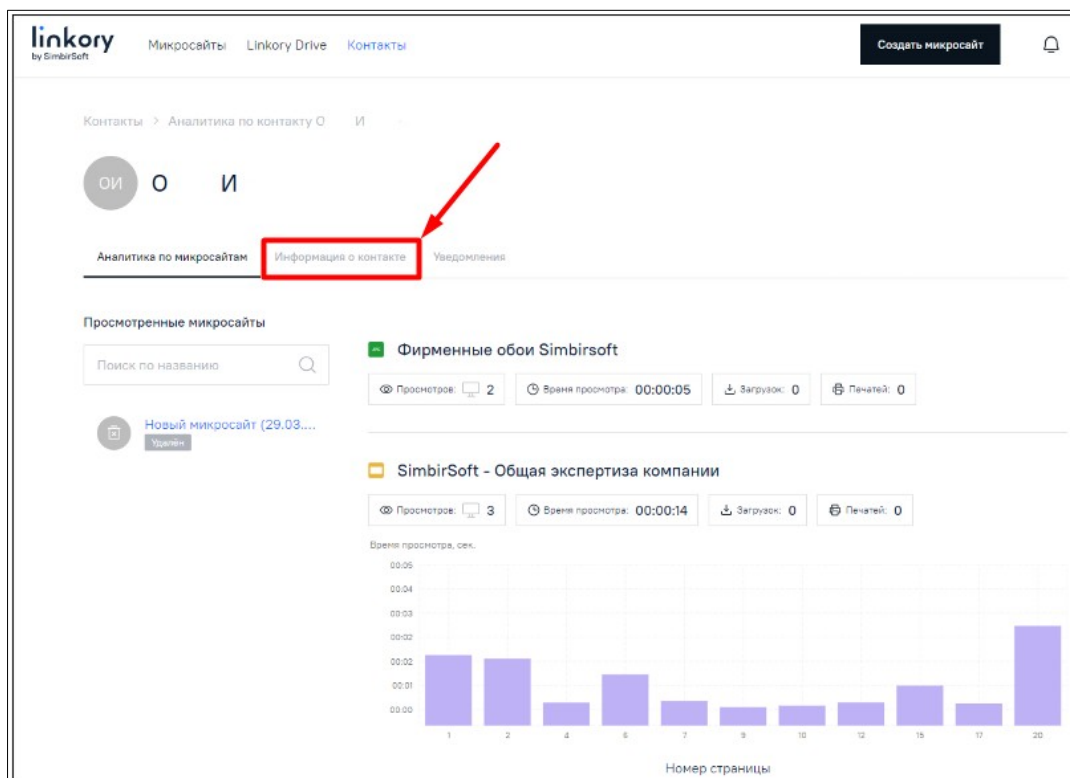 linkory
by SimbirSoft
Микросайты Linkory Drive Контакты
Создать микросайт
Контакты > Аналитика по контакту О И
ОИ О И
Аналитика по микросайтам Информация о контакте Уведомления
Просмотренные микросайты
Поиск по названию
Новый микросайт (29.03....
Удалён
Фирменные обои Simbirsoft
Просмотров: 2 Время просмотра: 00:00:05 Загрузок: 0 Печатей: 0
SimbirSoft - Общая экспертиза компании
Просмотров: 3 Время просмотра: 00:00:14 Загрузок: 0 Печатей: 0
Время просмотра, сек.
00:05
00:04
00:03
00:02
00:02
00:01
00:00
1 2 4 6 7 9 10 12 15 17 20
Номер страницы